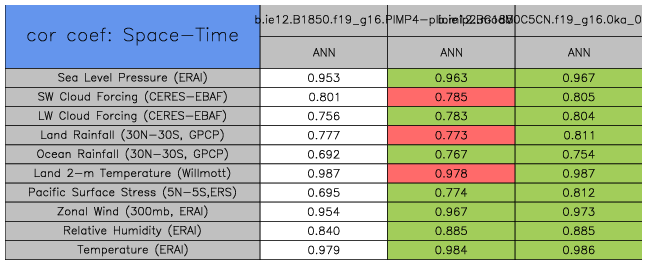 cor coef: Space-Time b.ie12.B1850.f19_g16.PIMP4-
ANN ANN ANN
Sea Level Pressure (ERAI) 0.953 0.963 0.967
SW Cloud Forcing (CERES-EBAF) 0.801 0.785 0.805
LW Cloud Forcing (CERES-EBAF) 0.756 0.783 0.804
Land Rainfall (30N-30S, GPCP) 0.777 0.773 0.811
Ocean Rainfall (30N-30S, GPCP) 0.692 0.767 0.754
Land 2-m Temperature (Willmott) 0.987 0.978 0.987
Pacific Surface Stress (5N-5S,ERS) 0.695 0.774 0.812
Zonal Wind (300mb, ERAI) 0.954 0.967 0.973
Relative Humidity (ERAI) 0.840 0.885 0.885
Temperature (ERAI) 0.979 0.984 0.986